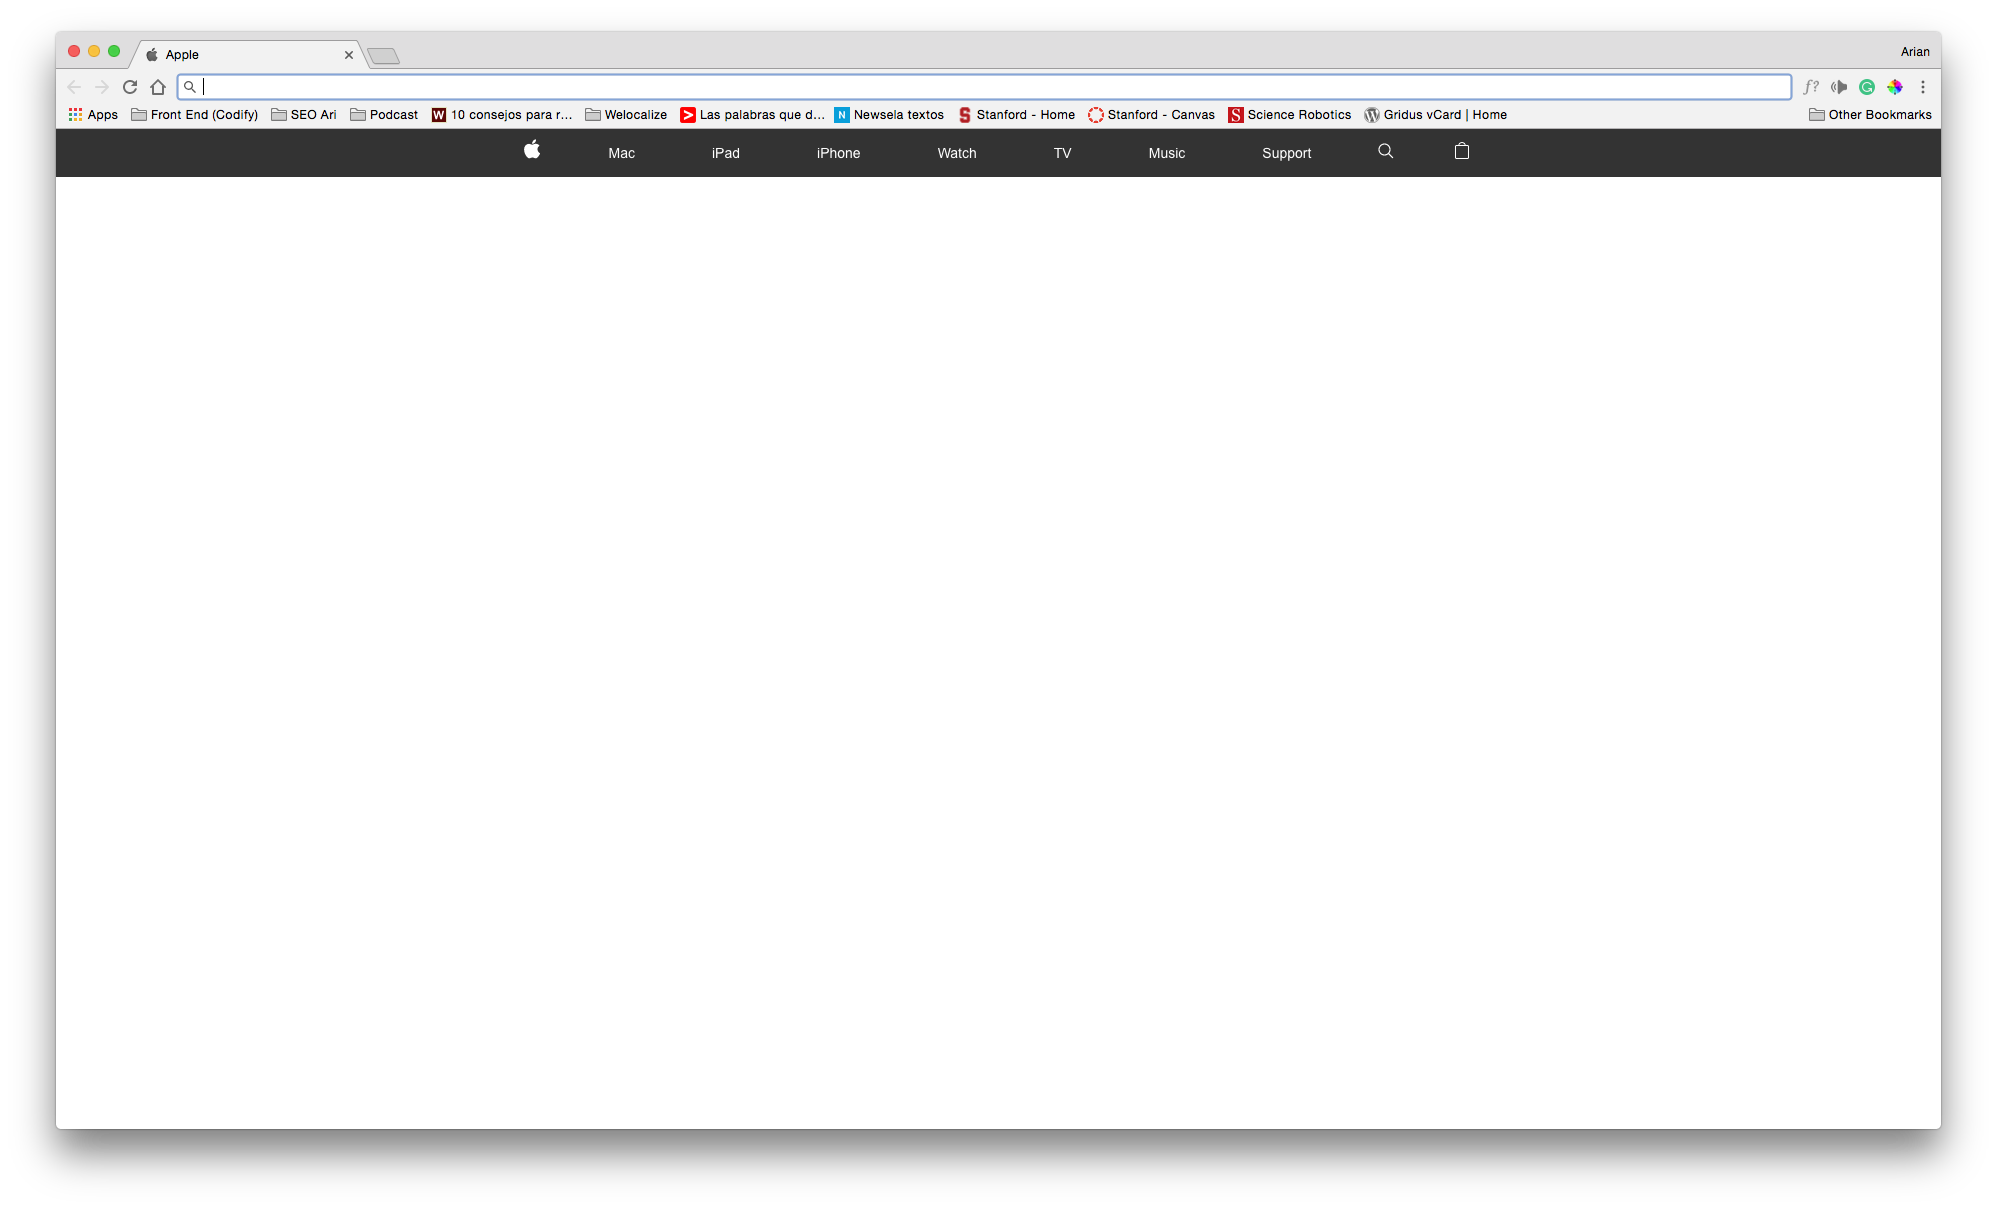 Apple
Arian
f?
Apps Front End (Codify) SEO Ari Podcast W 10 consejos para r... Welocalize > Las palabras que d... N Newsela textos S Stanford - Home Stanford - Canvas S Science Robotics Gridus vCard | Home Other Bookmarks
Mac iPad iPhone Watch TV Music Support